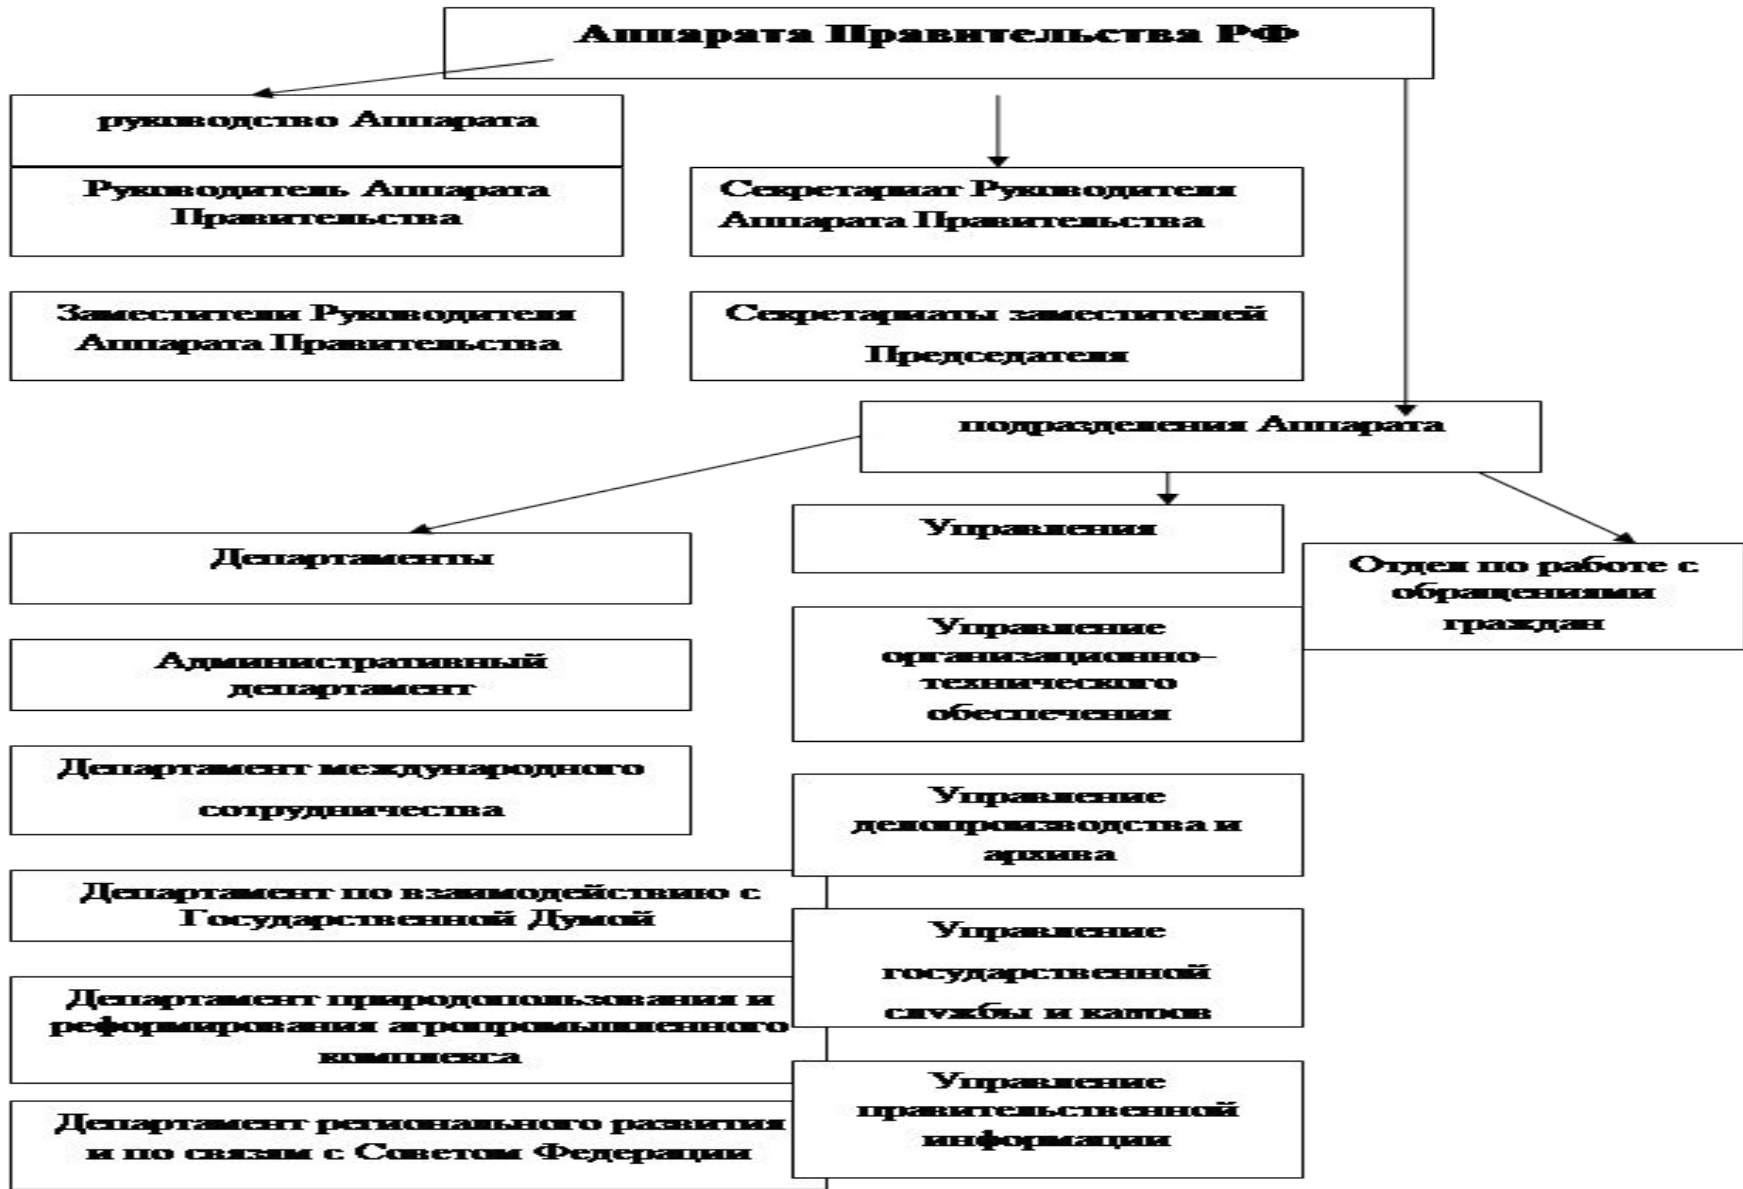 Аппарата Правительства РФ
руководство Аппарата
Руководитель Аппарата
Правительства
Секретариат Руководителя
Аппарата Правительства
Заместители Руководителя
Аппарата Правительства
Секретариаты заместителей
Председателя
подразделения Аппарата
Департаменты
Административный
департамент
Департамент международного
сотрудничества
Департамент по взаимодействию с
Государственной Думой
Департамент природопользования и
реформирования агропромышленного
комплекса
Департамент регионального развития
и по связям с Советом Федерации
Управления
Управление
организационно–
технического
обеспечения
Управление
делопроизводства и
архива
Управление
государственной
службы и кадров
Управление
правительственной
информации
Отдел по работе с
обращениями
граждан